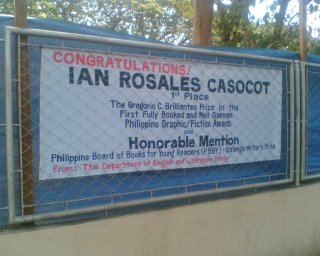 CONGRATULATIONS!
IAN ROSALES CASOCOT
1st Place
The Gregorio C. Brillantes Prize in the
First Fully Booked and Neil Gaiman
Philippine Graphic/Fiction Awards
and
Honorable Mention
Philippine Board of Books for Young Readers (PBBY) - Salanga Writer's Prize
From: The Department of English and Literature Family